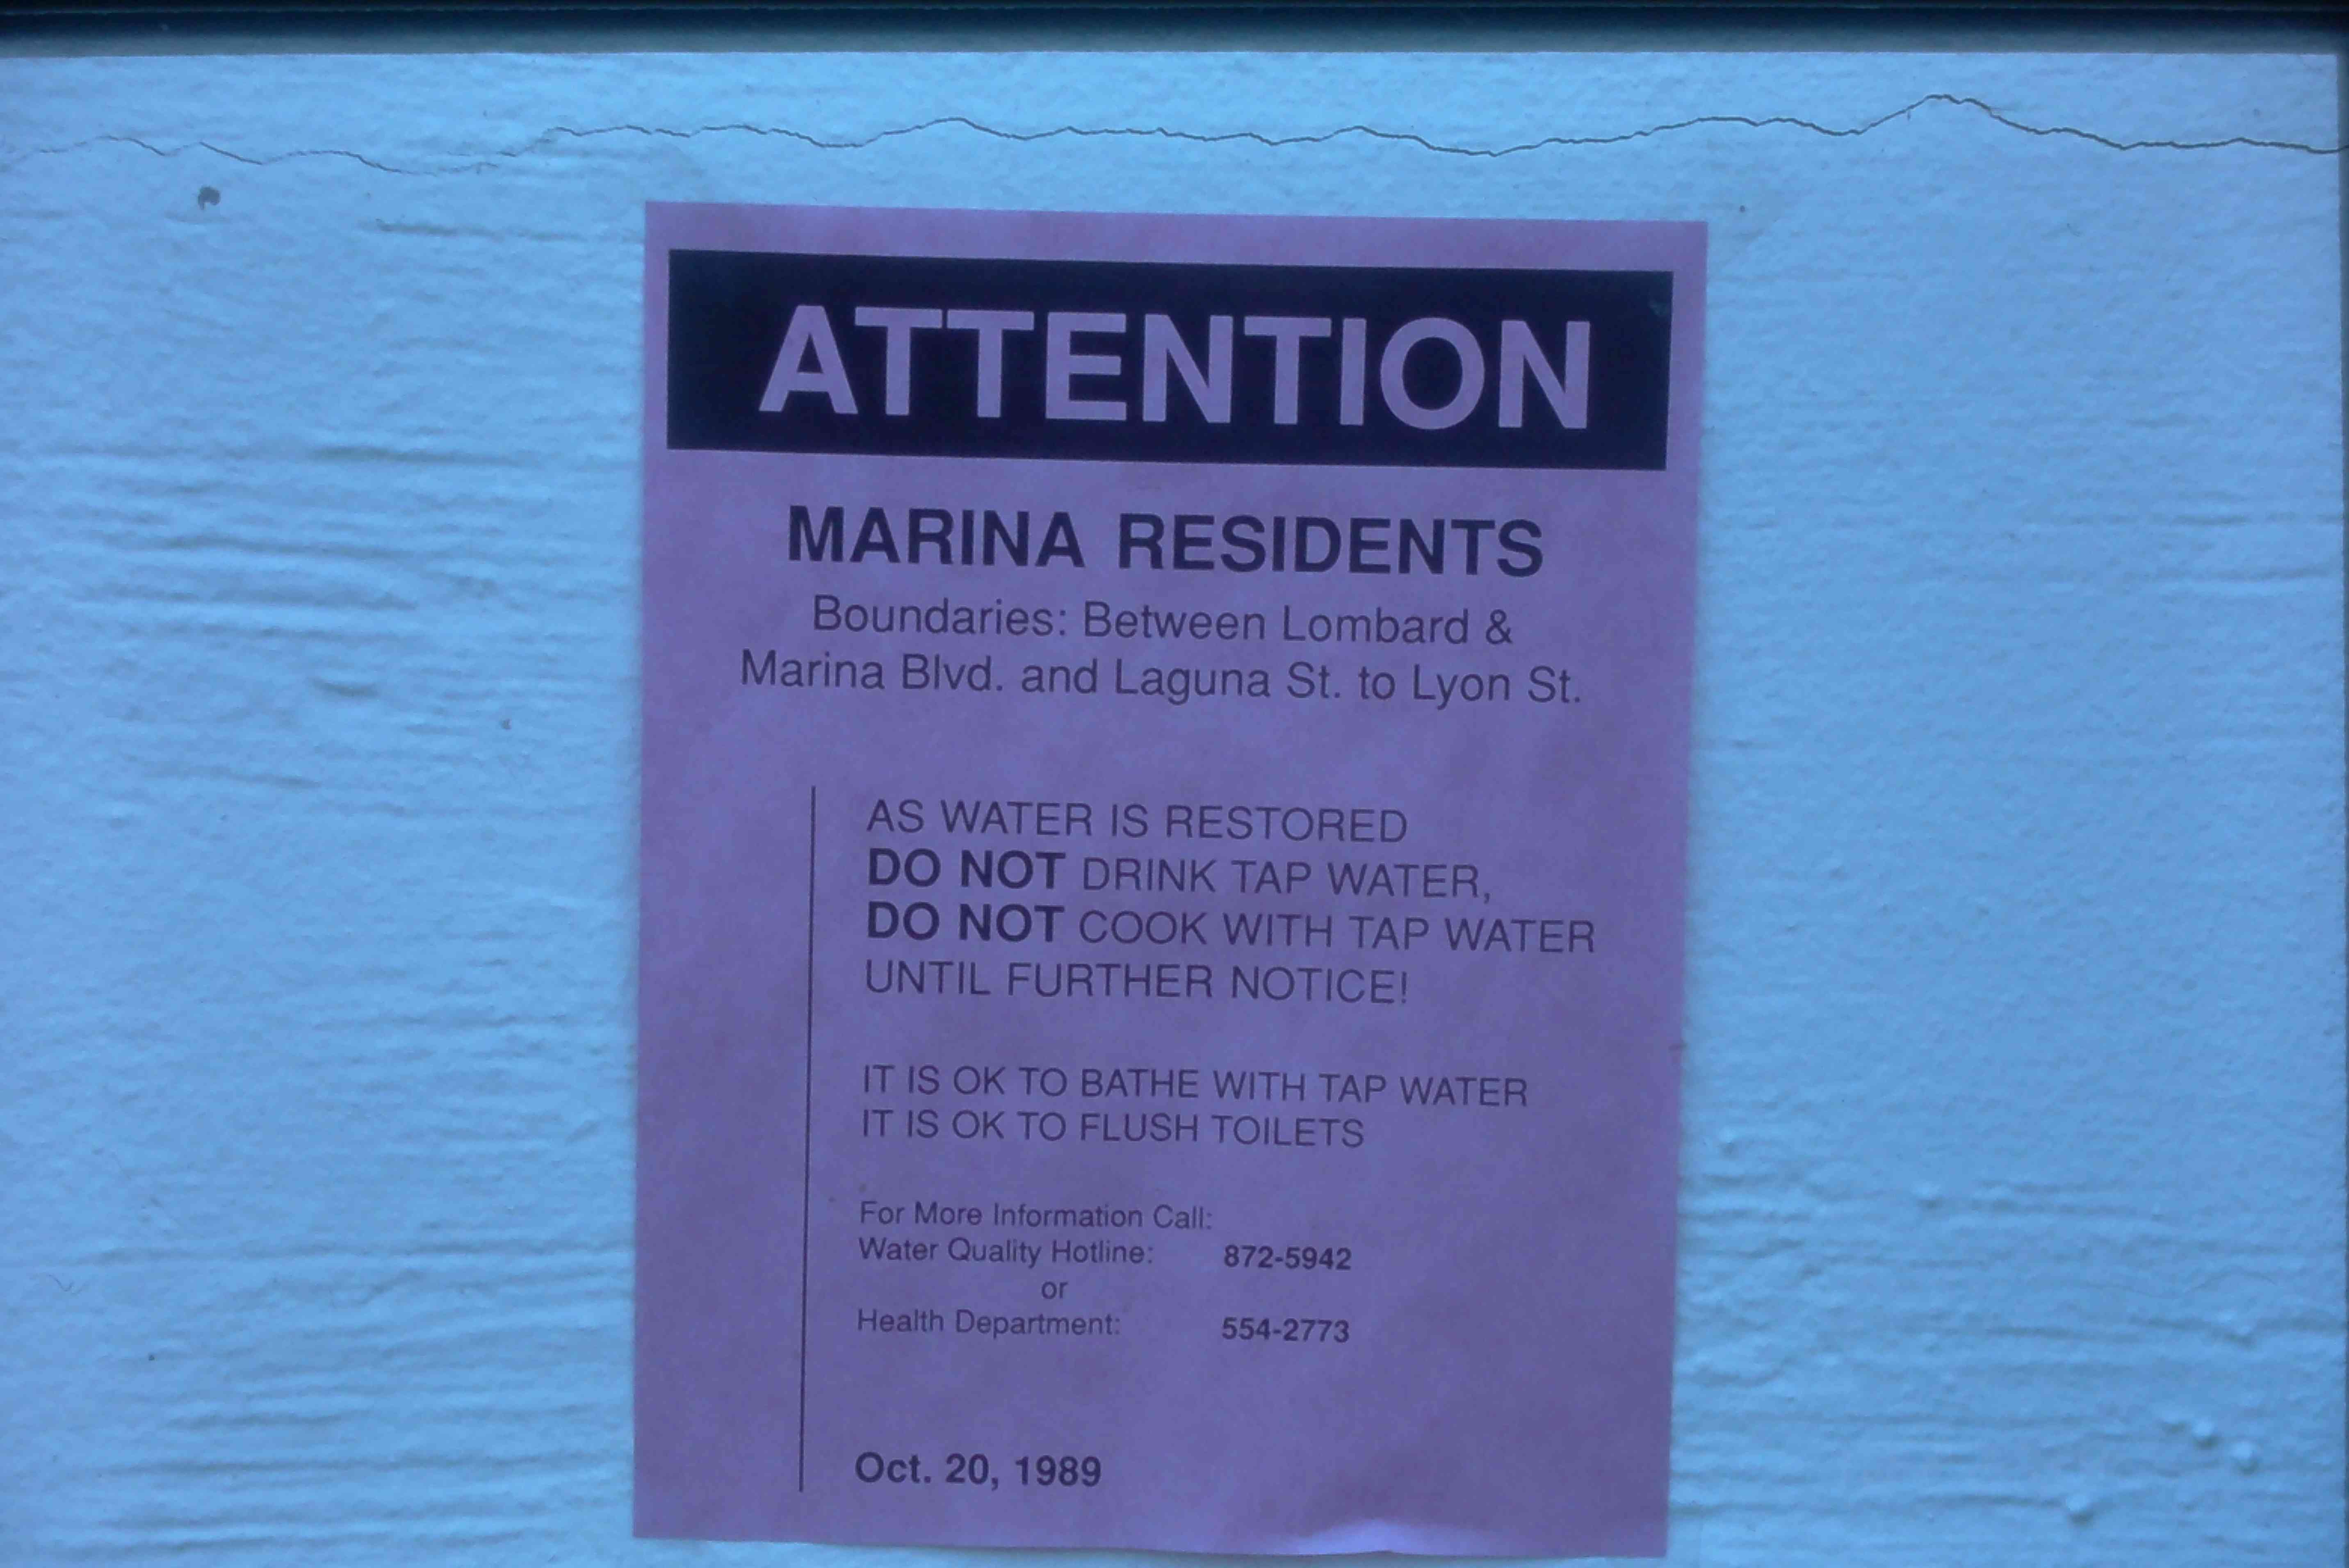 ATTENTION
MARINA RESIDENTS
Boundaries: Between Lombard &
Marina Blvd. and Laguna St. to Lyon St.
AS WATER IS RESTORED
DO NOT DRINK TAP WATER,
DO NOT COOK WITH TAP WATER
UNTIL FURTHER NOTICE!
IT IS OK TO BATHE WITH TAP WATER
IT IS OK TO FLUSH TOILETS
For More Information Call:
Water Quality Hotline: 872-5942
or
Health Department: 554-2773
Oct. 20, 1989